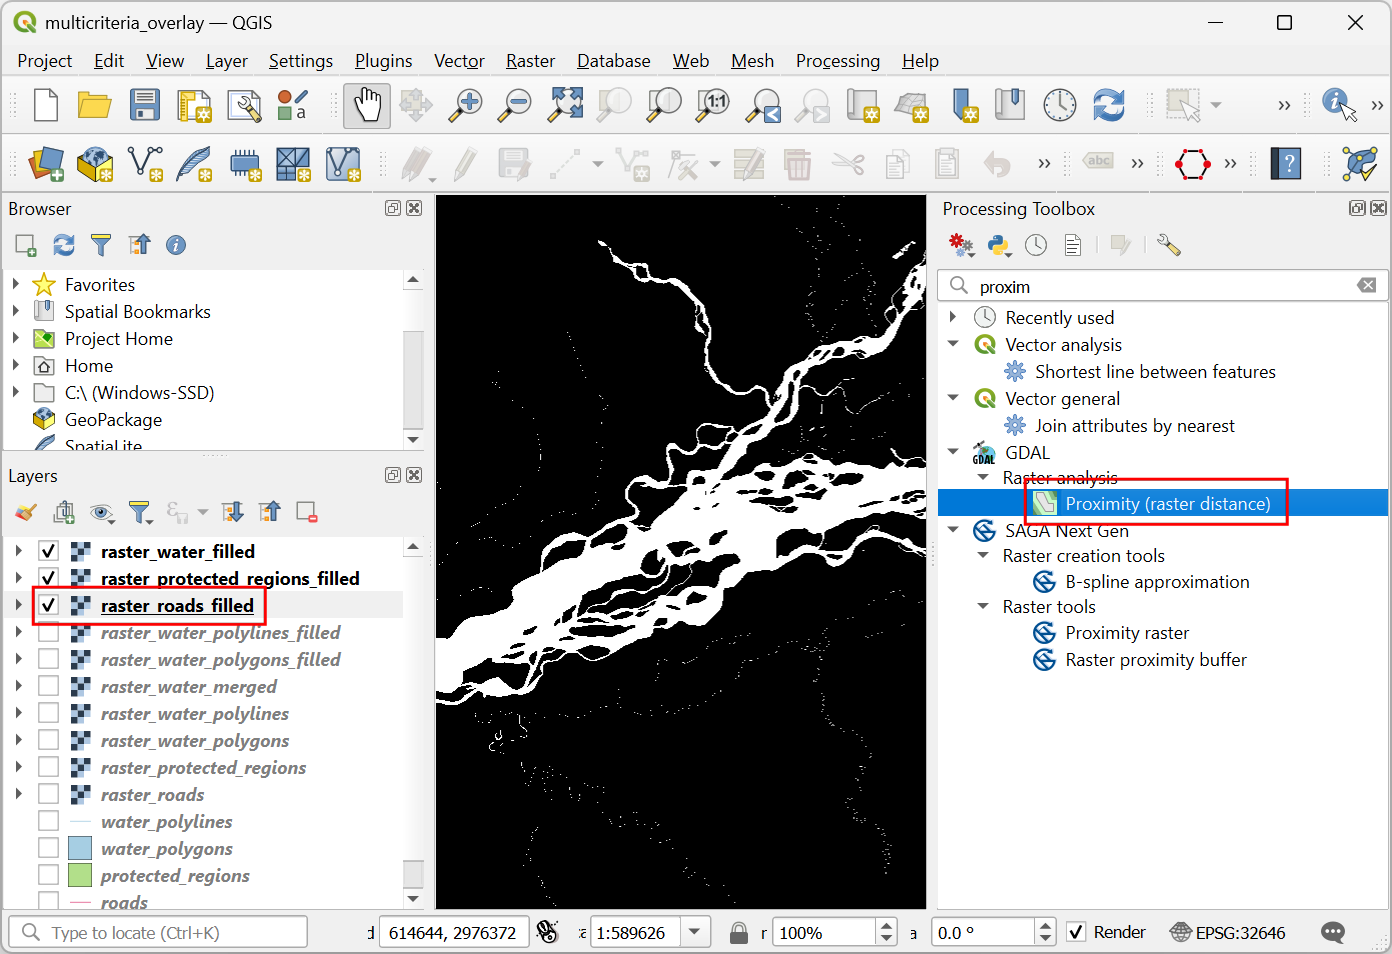 multicriteria_overlay — QGIS
Project Edit View Layer Settings Plugins Vector Raster Database Web Mesh Processing Help
1:1
a
abc
?
Browser
Favorites
Spatial Bookmarks
Project Home
Home
C:\ (Windows-SSD)
GeoPackage
SpatiaLite
Layers
raster_water_filled
raster_protected_regions_filled
raster_roads_filled
raster_water_polylines_filled
raster_water_polygons_filled
raster_water_merged
raster_water_polylines
raster_water_polygons
raster_protected_regions
raster_roads
water_polylines
water_polygons
protected_regions
roads
Processing Toolbox
proxim
Recently used
Vector analysis
Shortest line between features
Vector general
Join attributes by nearest
GDAL
GDAL
Raster analysis
Proximity (raster distance)
SAGA Next Gen
Raster creation tools
B-spline approximation
Raster tools
Proximity raster
Raster proximity buffer
Type to locate (Ctrl+K)
d 614644, 2976372 1:589626 r 100% a 0.0 ° Render EPSG:32646